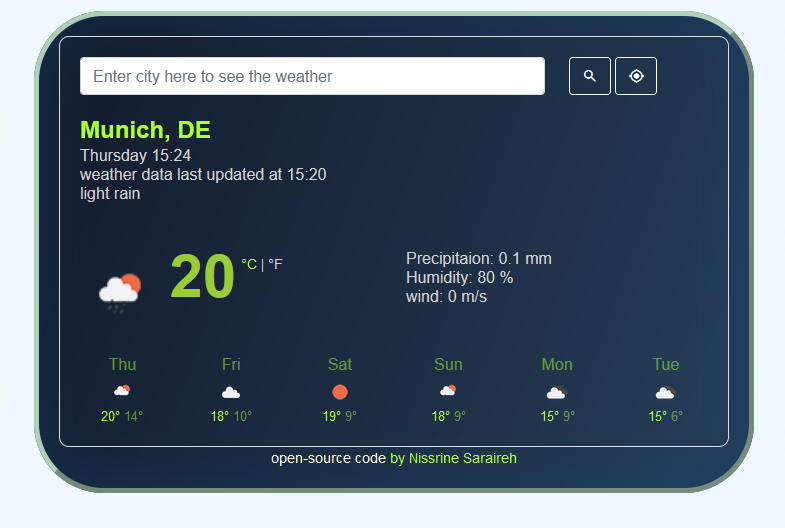 Enter city here to see the weather
Munich, DE
Thursday 15:24
weather data last updated at 15:20
light rain
20 °C | °F
Precipitaion: 0.1 mm
Humidity: 80 %
wind: 0 m/s
Thu Fri Sat Sun Mon Tue
20° 14° 18° 10° 19° 9° 18° 9° 15° 9° 15° 6°
open-source code by Nissrine Saraireh